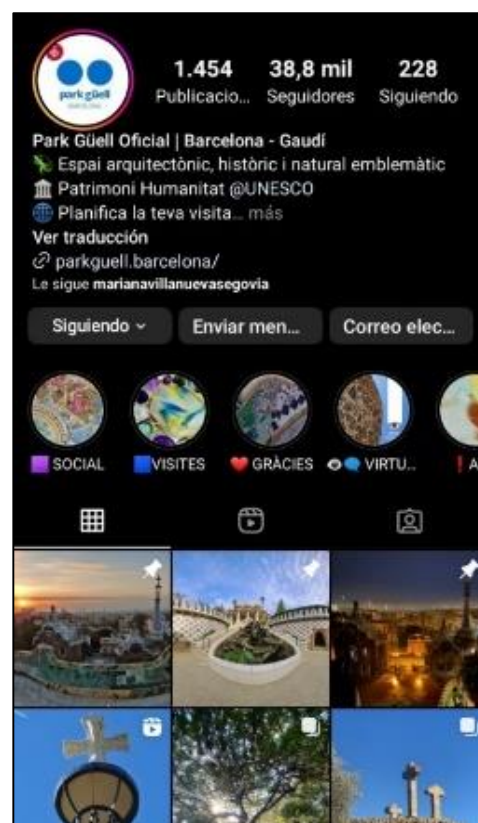 park güell
1.454 38,8 mil 228
Publicacio... Seguidores Siguiendo
Park Güell Oficial | Barcelona - Gaudí
Espai arquitectònic, històric i natural emblemàtic
Patrimoni Humanitat @UNESCO
Planifica la teva visita... más
Ver traducción
parkguell.barcelona/
Le sigue marianavillanuevasegovia
Siguiendo Enviar men... Correo elec...
SOCIAL VISITES GRÀCIES VIRTU.. A